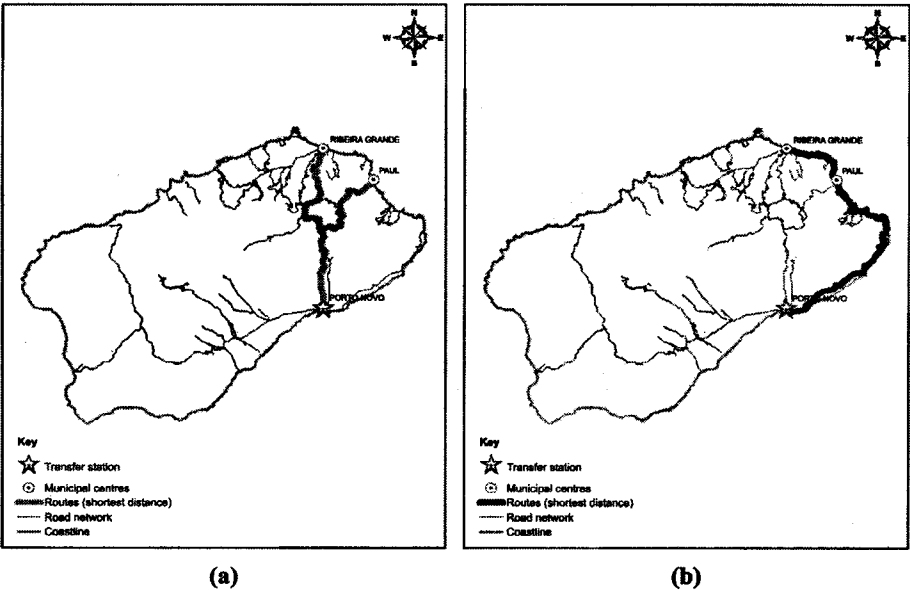 N
W E
S
RIBEIRA GRANDE
PAUL
PORTO NOVO
Key
Transfer station
Municipal centres
Routes (shortest distance)
Road network
Coastline
(a)
N
W E
S
RIBEIRA GRANDE
PAUL
PORTO NOVO
Key
Transfer station
Municipal centres
Routes (shortest distance)
Road network
Coastline
(b)